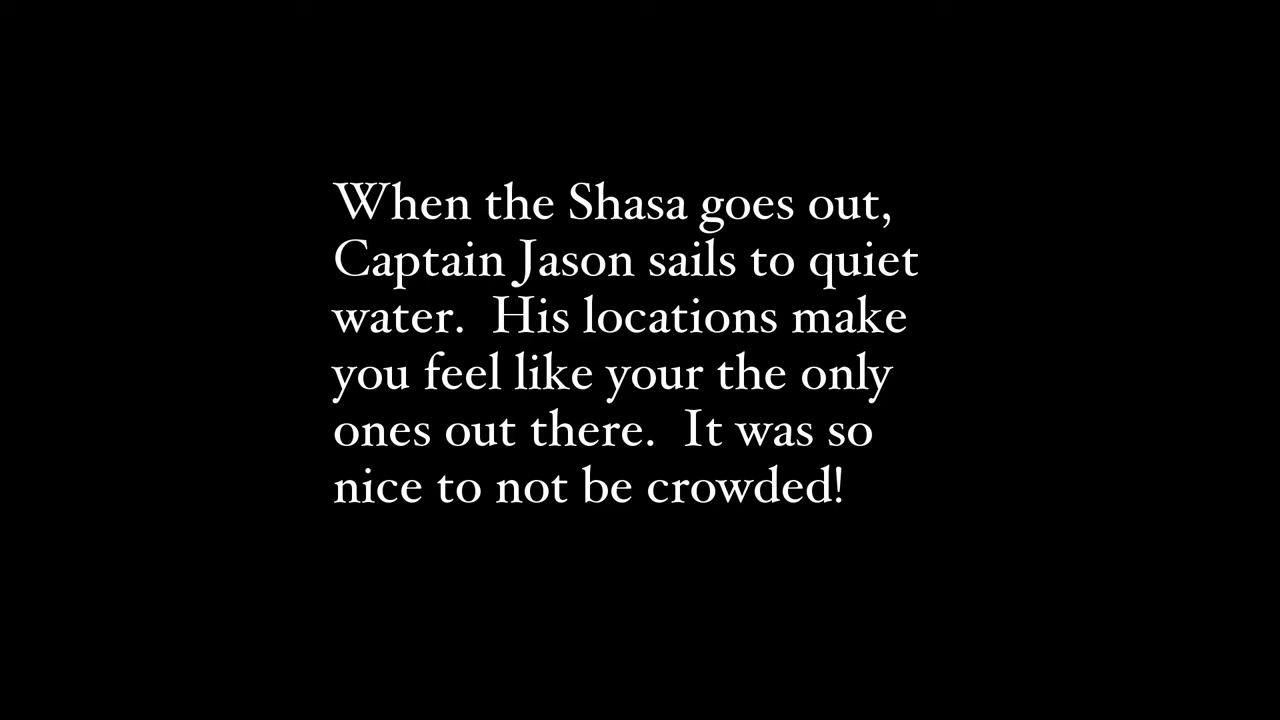 When the Shasa goes out,
Captain Jason sails to quiet
water.  His locations make
you feel like your the only
ones out there.  It was so
nice to not be crowded!